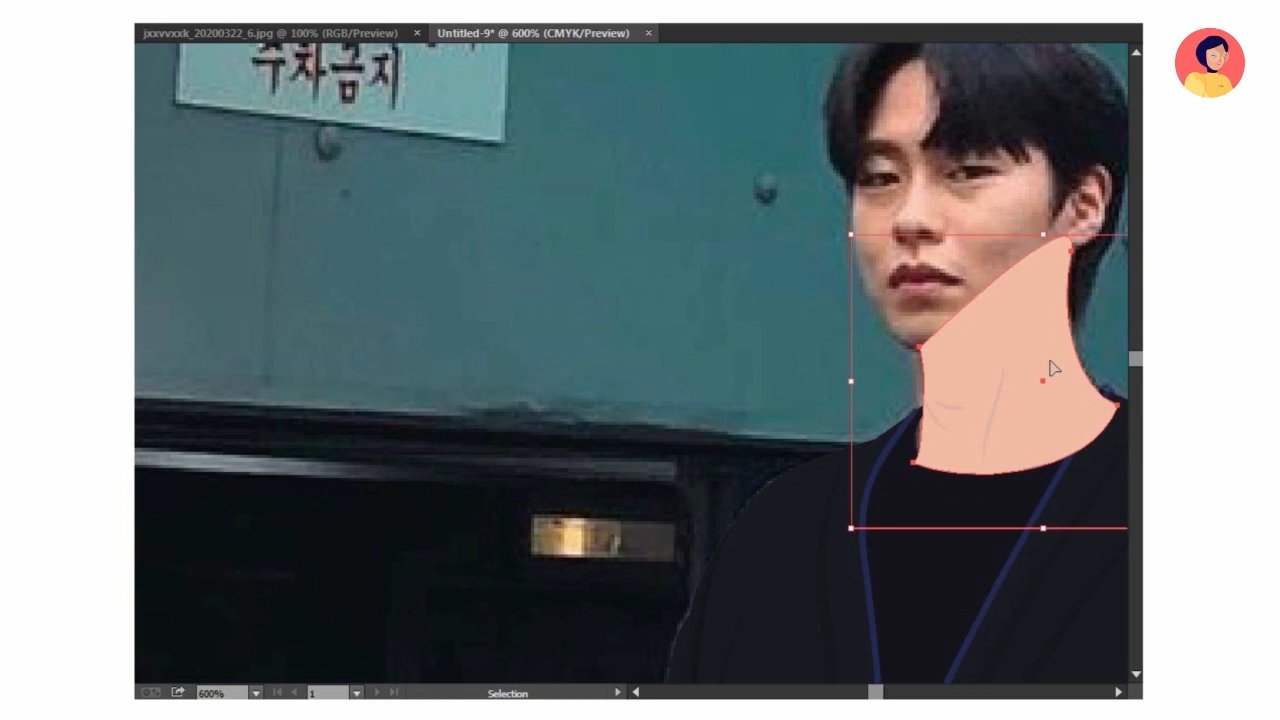 jxxvvxxk_20200322_6.jpg @ 100% (RGB/Preview) × Untitled-9* @ 600% (CMYK/Preview) ×
주차금지
600% 1 Selection